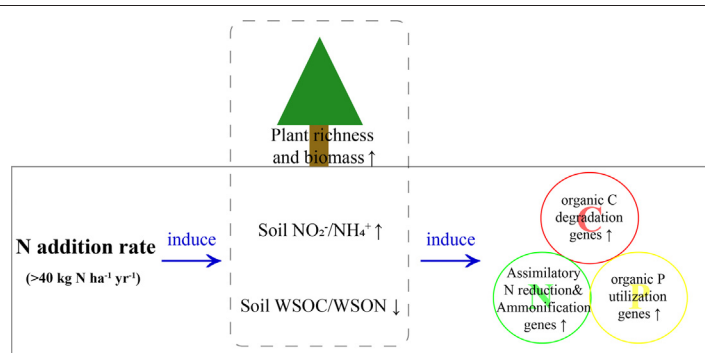 Plant richness
and biomass ↑
N addition rate
(>40 kg N ha⁻¹ yr⁻¹)
induce
Soil NO₂⁻/NH₄⁺ ↑
Soil WSOC/WSON ↓
induce
C
organic C
degradation
genes ↑
N
Assimilatory
N reduction&
Ammonification
genes ↑
P
organic P
utilization
genes ↑